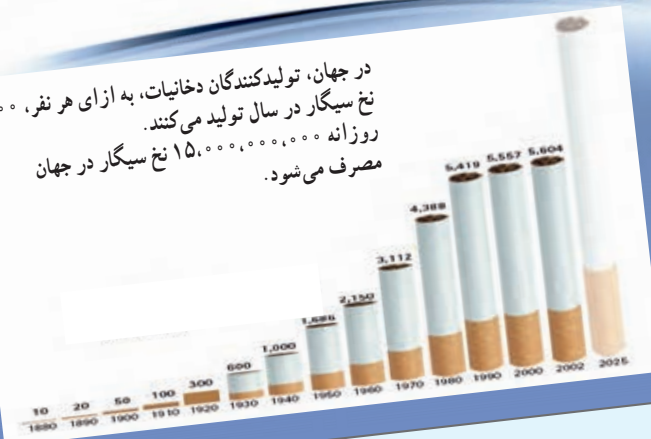 در جهان، تولیدکنندگان دخانیات، به ازای هر نفر،
نخ سیگار در سال تولید می‌کنند.
روزانه ۱۵،۰۰۰،۰۰۰،۰۰۰ نخ سیگار در جهان
مصرف می‌شود.
10 20 50 100 300 600 1,000 1,686 2,150 3,112 4,388 5,419 5,557 5,604
1880 1890 1900 1910 1920 1930 1940 1950 1960 1970 1980 1990 2000 2002 2025